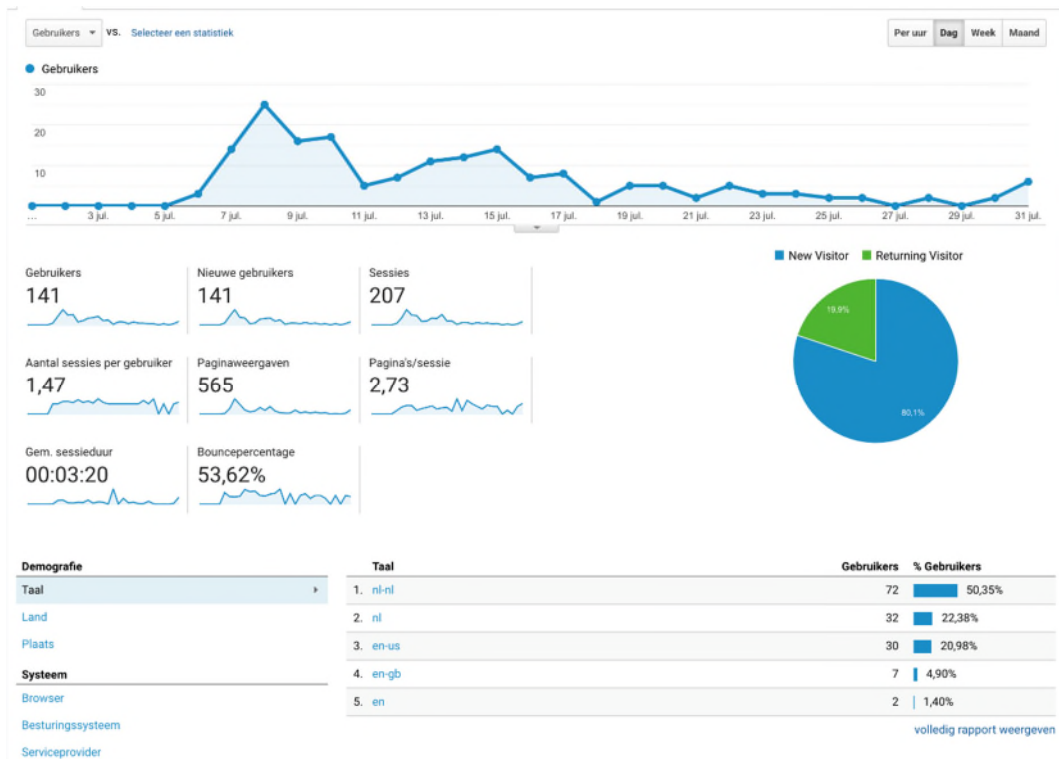 Gebruikers VS. Selecteer een statistiek Per uur Dag Week Maand
Gebruikers
30
20
10
... 3 jul. 5 jul. 7 jul. 9 jul. 11 jul. 13 jul. 15 jul. 17 jul. 19 jul. 21 jul. 23 jul. 25 jul. 27 jul. 29 jul. 31 jul.
New Visitor Returning Visitor
Gebruikers Nieuwe gebruikers Sessies
141 141 207
19,9%
Aantal sessies per gebruiker Paginaweergaven Pagina's/sessie
1,47 565 2,73
80,1%
Gem. sessieduur Bouncepercentage
00:03:20 53,62%
Demografie Taal Gebruikers % Gebruikers
Taal 1. nl-nl 72 50,35%
Land 2. nl 32 22,38%
Plaats 3. en-us 30 20,98%
Systeem 4. en-gb 7 4,90%
Browser 5. en 2 1,40%
Besturingssysteem volledig rapport weergeven
Serviceprovider